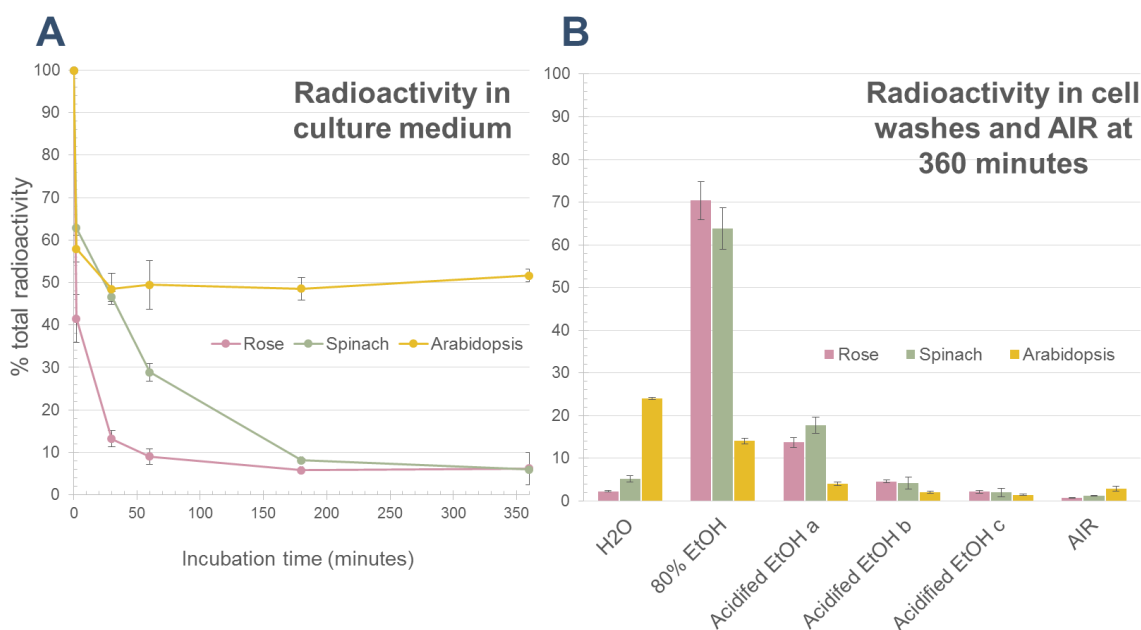 A
Radioactivity in
culture medium
% total radioactivity
100
90
80
70
60
50
40
30
20
10
0
Rose Spinach Arabidopsis
0 50 100 150 200 250 300 350
Incubation time (minutes)
B
Radioactivity in cell
washes and AIR at
360 minutes
100
90
80
70
60
50
40
30
20
10
0
Rose Spinach Arabidopsis
H2O
80% EtOH
Acidifed EtOH a
Acidifed EtOH b
Acidified EtOH c
AIR